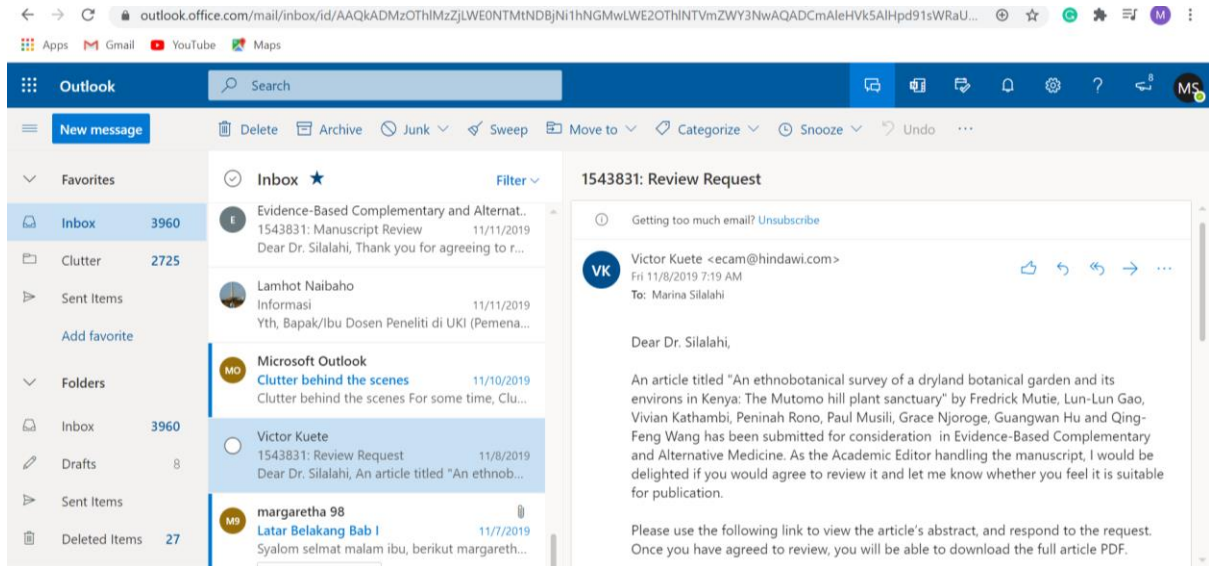 outlook.office.com/mail/inbox/id/AAQkADMzOThlMzZjLWE0NTMtNDBjNi1hNGMwLWE2OThlNTVmZWY3NwAQADCmAleHVk5AlHpd91sWRaU...
M
Apps Gmail YouTube Maps
Outlook
Search
8
MS
New message
Delete Archive Junk Sweep Move to Categorize Snooze Undo ...
Favorites
Inbox 3960
Clutter 2725
Sent Items
Add favorite
Folders
Inbox 3960
Drafts 8
Sent Items
Deleted Items 27
Inbox ★ Filter
E
Evidence-Based Complementary and Alternat..
1543831: Manuscript Review 11/11/2019
Dear Dr. Silalahi, Thank you for agreeing to r...
Lamhot Naibaho
Informasi 11/11/2019
Yth, Bapak/Ibu Dosen Peneliti di UKI (Pemena...
MO
Microsoft Outlook
Clutter behind the scenes 11/10/2019
Clutter behind the scenes For some time, Clu...
Victor Kuete
1543831: Review Request 11/8/2019
Dear Dr. Silalahi, An article titled "An ethnob...
M9
margaretha 98
Latar Belakang Bab I 11/7/2019
Syalom selmat malam ibu, berikut margareth...
1543831: Review Request
Getting too much email? Unsubscribe
VK
Victor Kuete <ecam@hindawi.com>
Fri 11/8/2019 7:19 AM
To: Marina Silalahi
Dear Dr. Silalahi,
An article titled "An ethnobotanical survey of a dryland botanical garden and its
environs in Kenya: The Mutomo hill plant sanctuary" by Fredrick Mutie, Lun-Lun Gao,
Vivian Kathambi, Peninah Rono, Paul Musili, Grace Njoroge, Guangwan Hu and Qing-
Feng Wang has been submitted for consideration in Evidence-Based Complementary
and Alternative Medicine. As the Academic Editor handling the manuscript, I would be
delighted if you would agree to review it and let me know whether you feel it is suitable
for publication.
Please use the following link to view the article's abstract, and respond to the request.
Once you have agreed to review, you will be able to download the full article PDF.